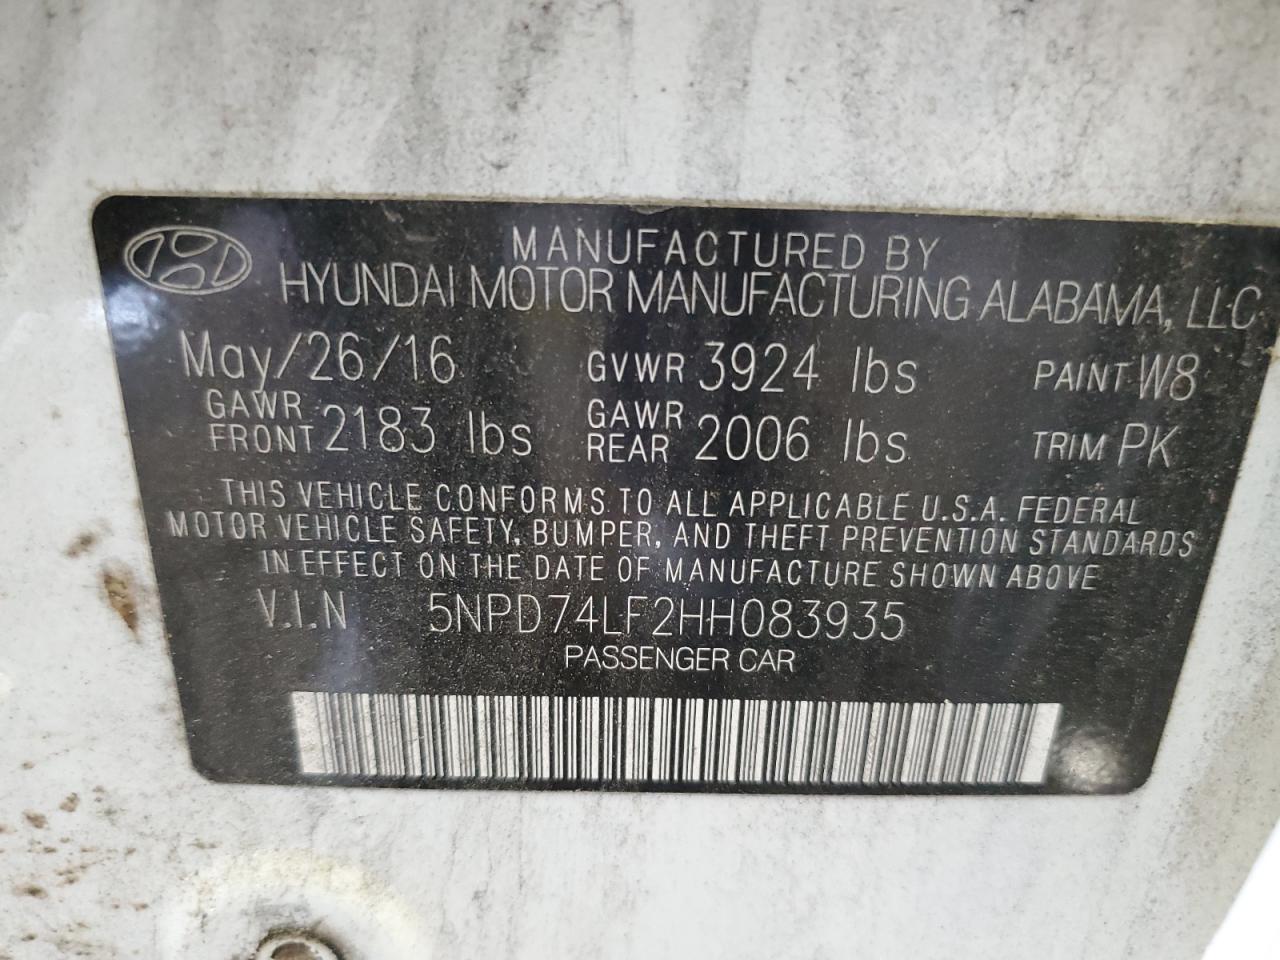 MANUFACTURED BY
HYUNDAI MOTOR MANUFACTURING ALABAMA, LLC
May/26/16 GVWR 3924 lbs PAINT W8
GAWR FRONT 2183 lbs GAWR REAR 2006 lbs TRIM PK
THIS VEHICLE CONFORMS TO ALL APPLICABLE U.S.A. FEDERAL
MOTOR VEHICLE SAFETY, BUMPER, AND THEFT PREVENTION STANDARDS
IN EFFECT ON THE DATE OF MANUFACTURE SHOWN ABOVE
V.I.N 5NPD74LF2HH083935
PASSENGER CAR